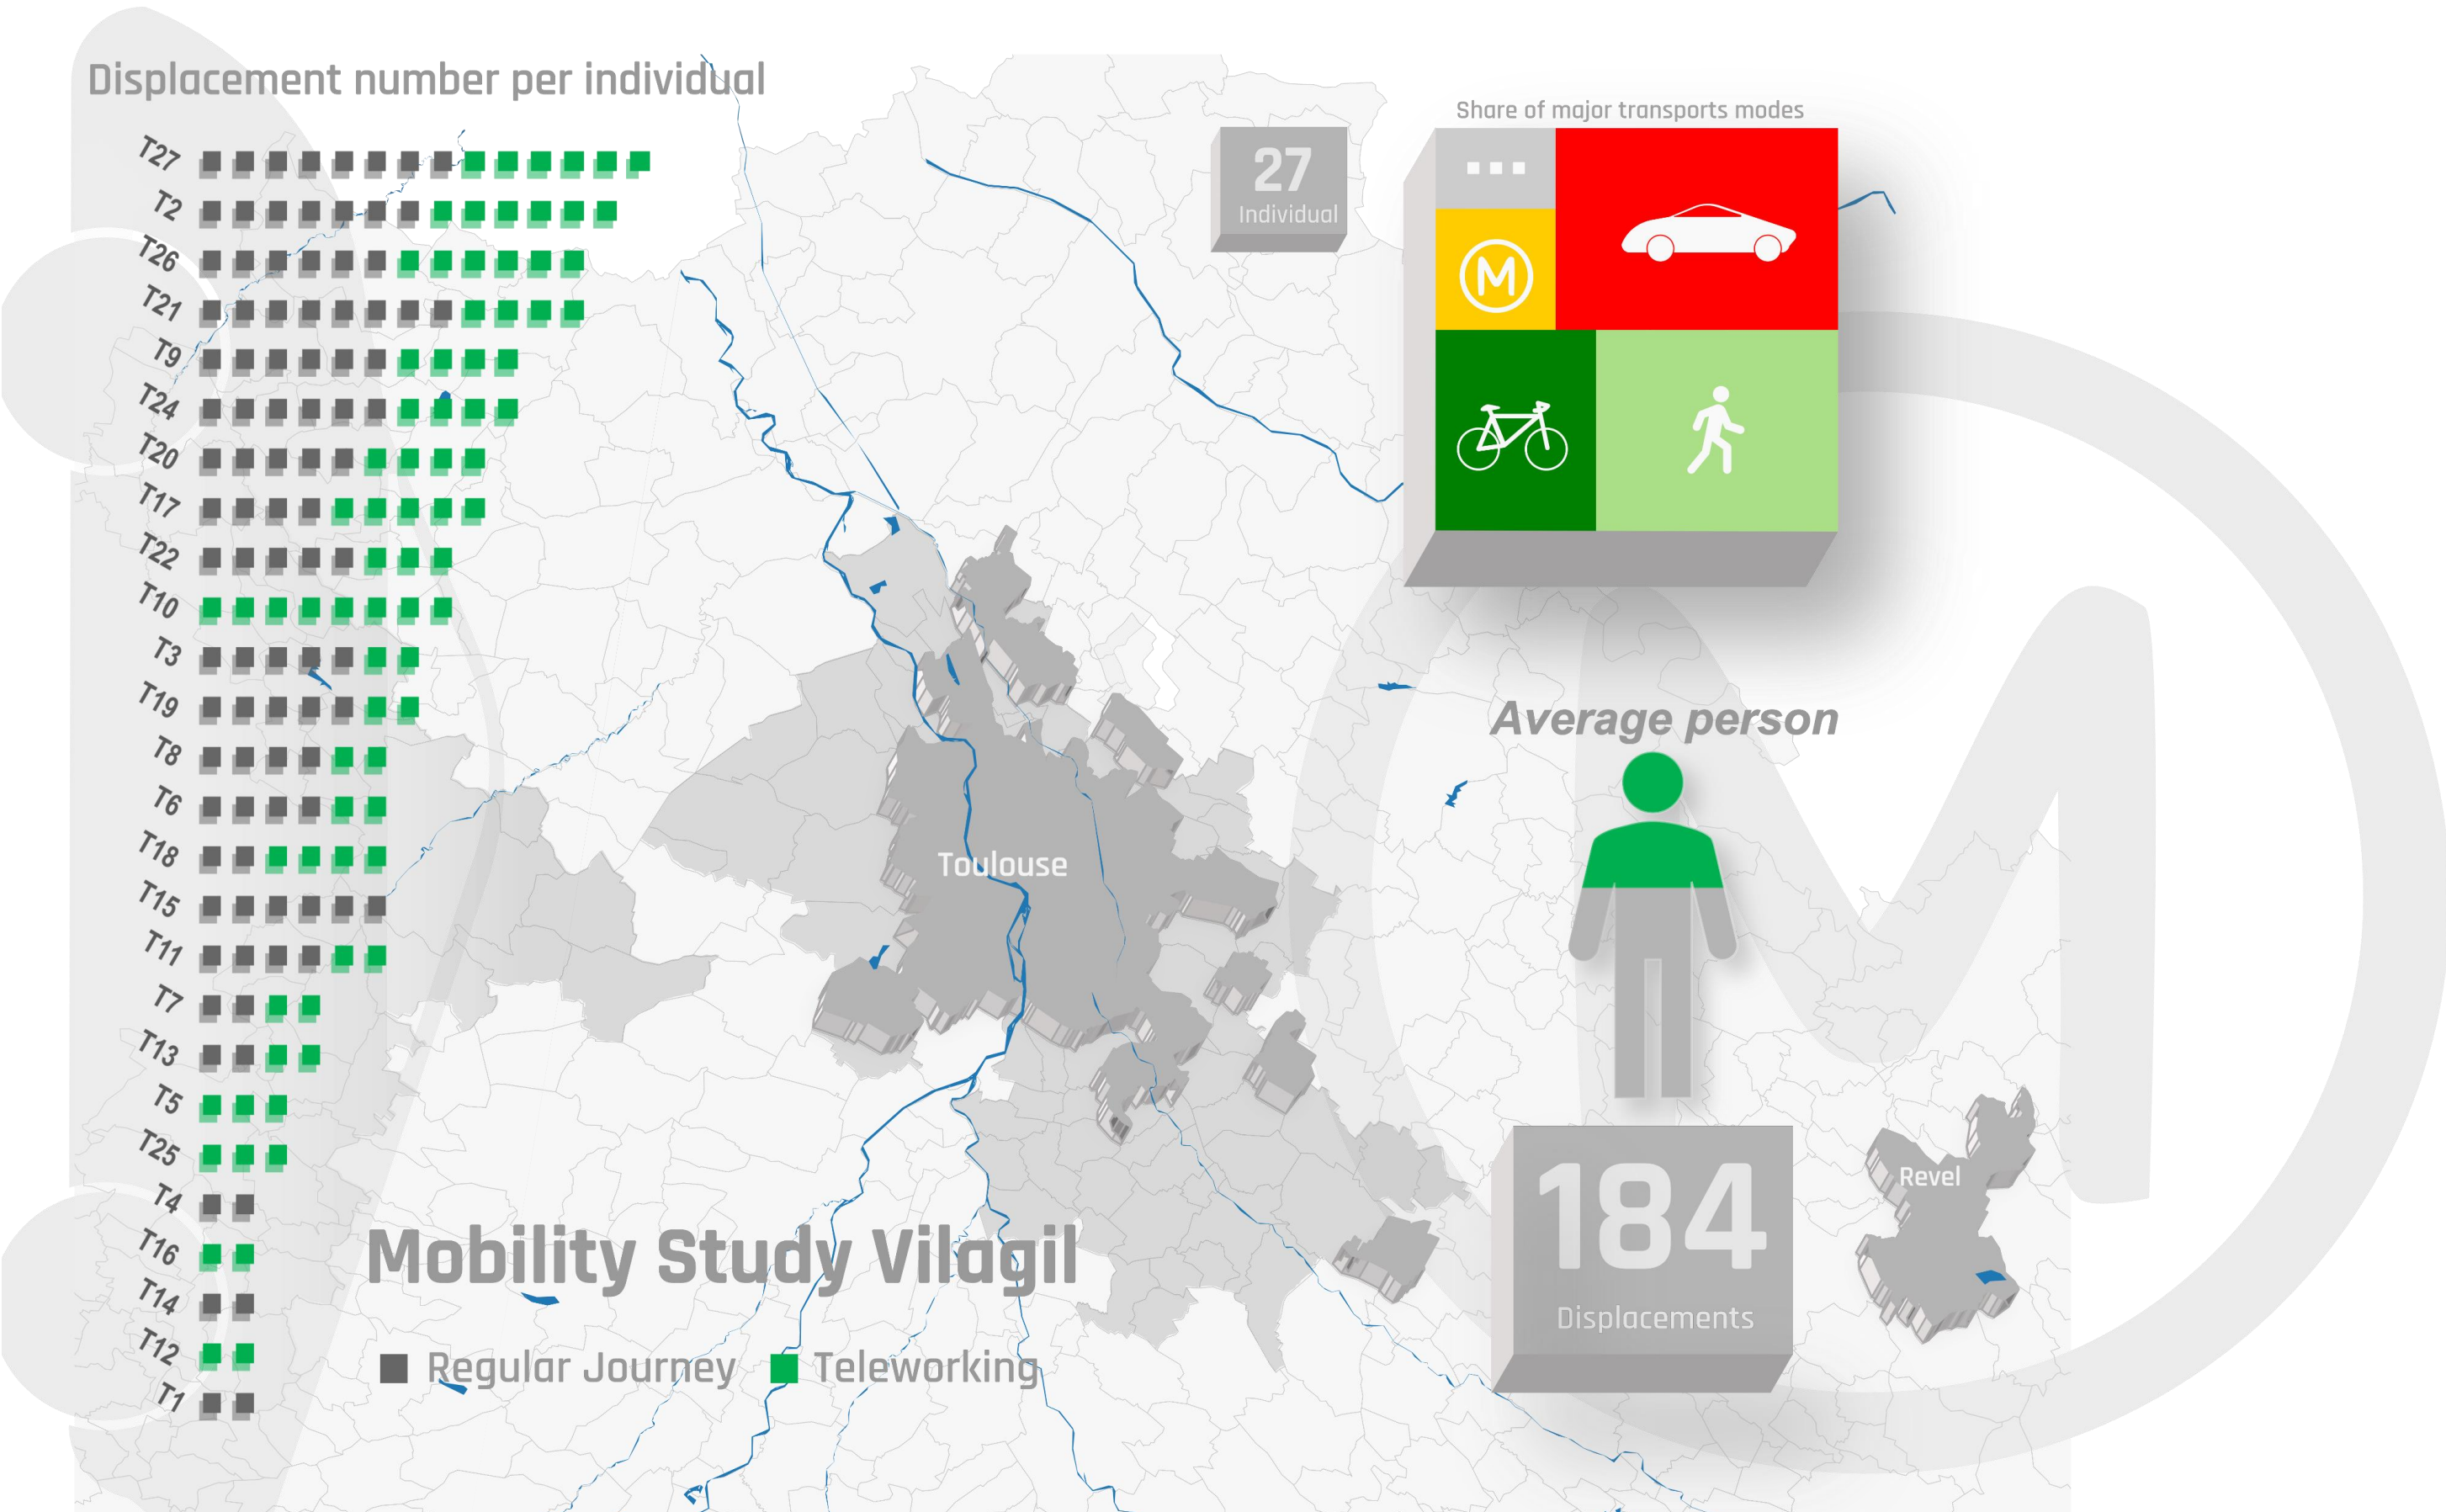 Displacement number per individual
T27
T2
T26
T21
T9
T24
T20
T17
T22
T10
T3
T19
T8
T6
T18
T15
T11
T7
T13
T5
T25
T4
T16
T14
T12
T1
Mobility Study Vilagil
Regular Journey
Teleworking
Toulouse
27
Individual
Share of major transports modes
...
M
Average person
184
Displacements
Revel